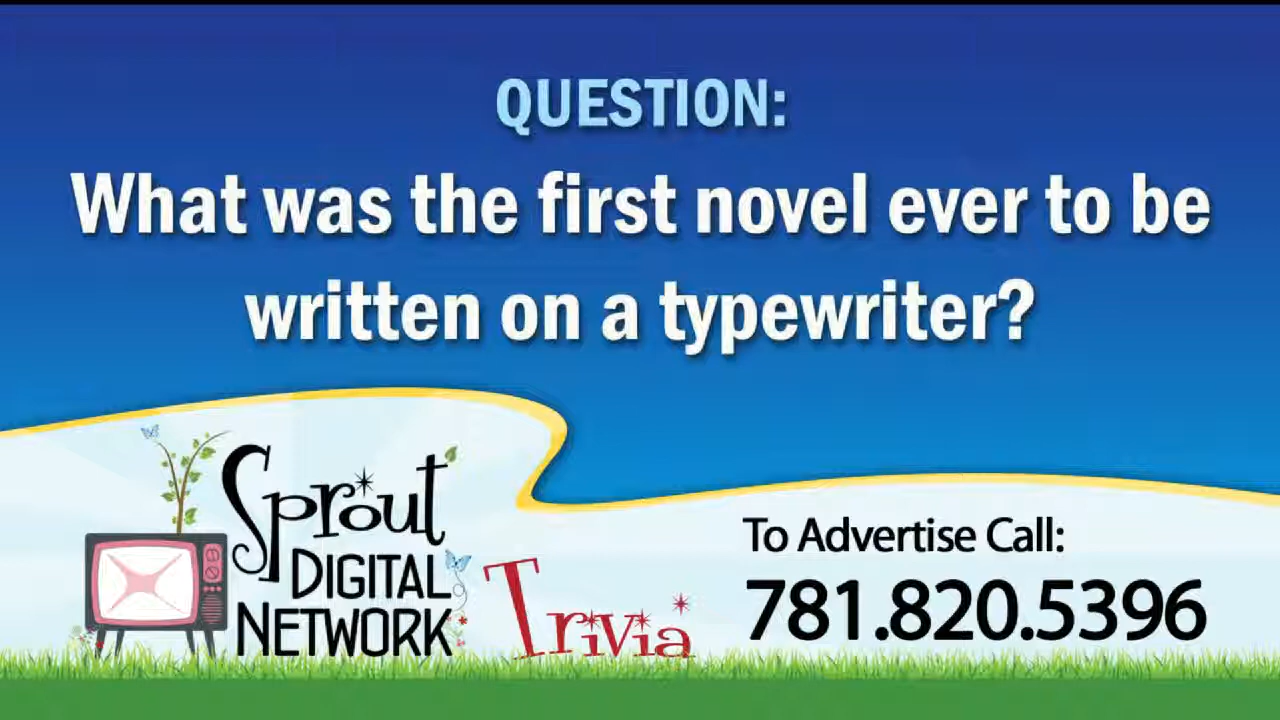 QUESTION:
What was the first novel ever to be
written on a typewriter?
Sprout
DIGITAL
NETWORK
Trivia
To Advertise Call:
781.820.5396